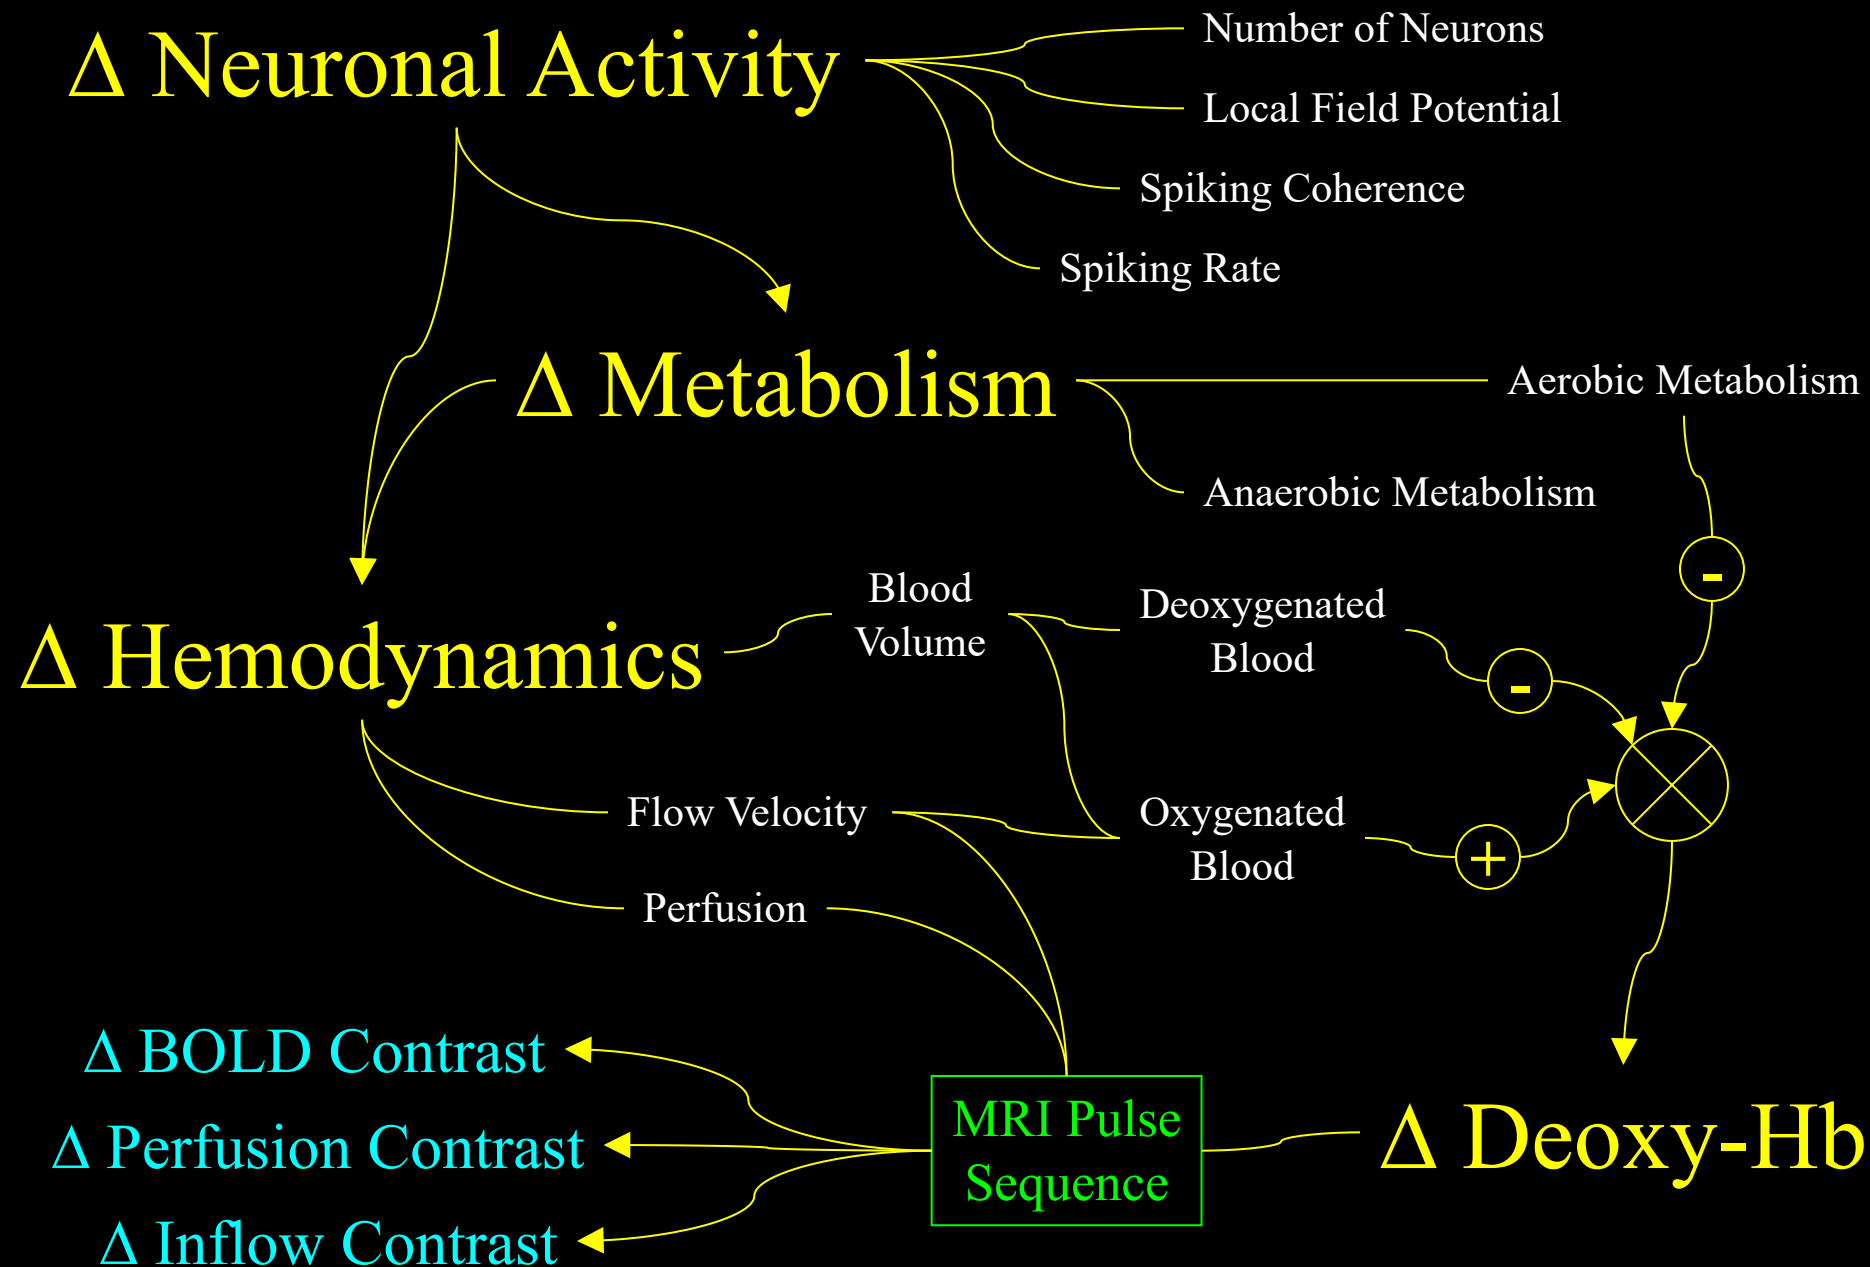 Δ Neuronal Activity
Number of Neurons
Local Field Potential
Spiking Coherence
Spiking Rate
Δ Metabolism
Aerobic Metabolism
Anaerobic Metabolism
-
Δ Hemodynamics
Blood
Volume
Deoxygenated
Blood
-
Flow Velocity
Oxygenated
Blood
+
Perfusion
Δ BOLD Contrast
Δ Perfusion Contrast
Δ Inflow Contrast
MRI Pulse
Sequence
Δ Deoxy-Hb